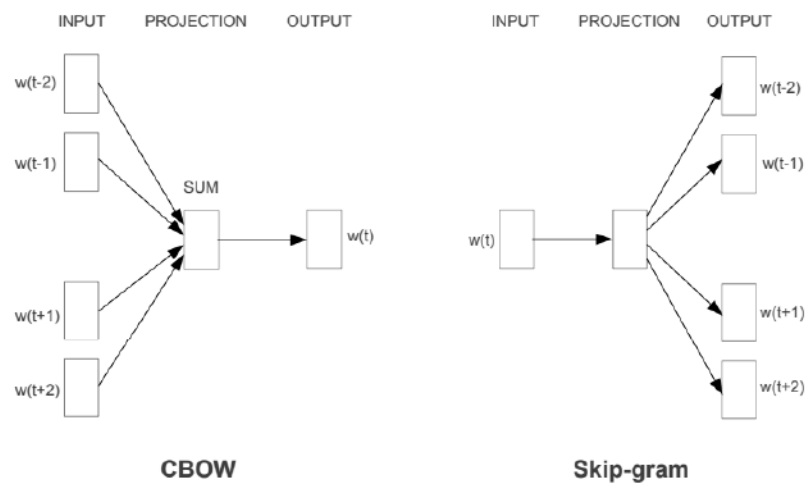 INPUT PROJECTION OUTPUT
w(t-2)
w(t-1)
SUM
w(t)
w(t+1)
w(t+2)
CBOW
INPUT PROJECTION OUTPUT
w(t-2)
w(t-1)
w(t)
w(t+1)
w(t+2)
Skip-gram